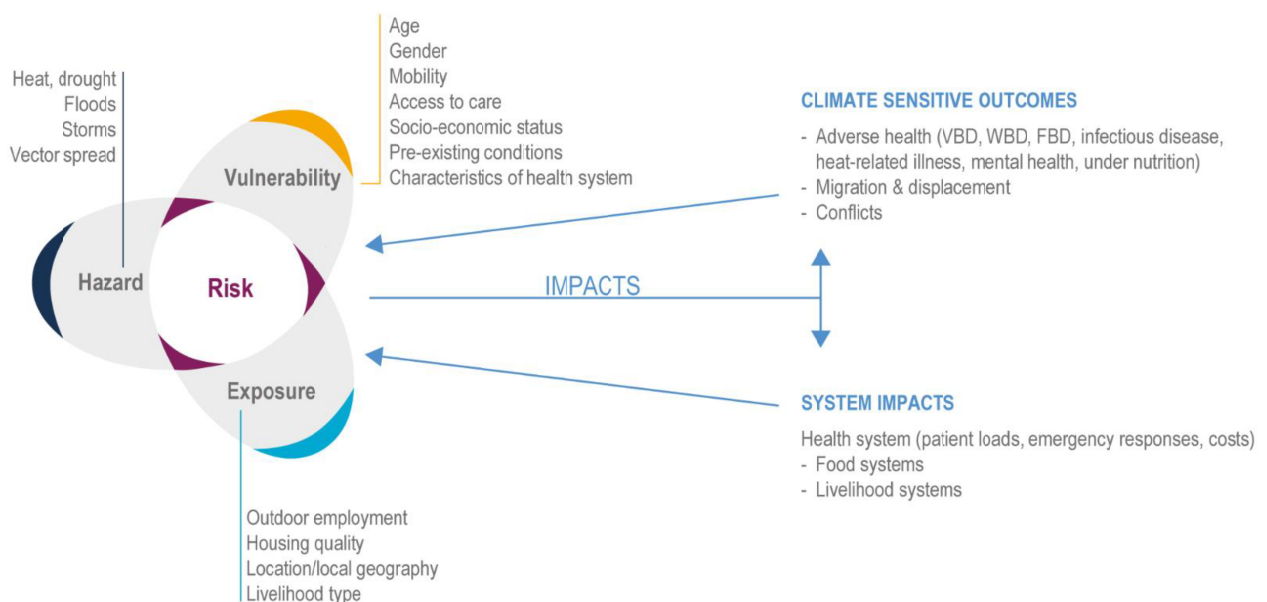 Age
Gender
Mobility
Access to care
Socio-economic status
Pre-existing conditions
Characteristics of health system
Heat, drought
Floods
Storms
Vector spread
Vulnerability
Hazard
Risk
Exposure
Outdoor employment
Housing quality
Location/local geography
Livelihood type
IMPACTS
CLIMATE SENSITIVE OUTCOMES
- Adverse health (VBD, WBD, FBD, infectious disease,
heat-related illness, mental health, under nutrition)
- Migration & displacement
- Conflicts
SYSTEM IMPACTS
Health system (patient loads, emergency responses, costs)
- Food systems
- Livelihood systems